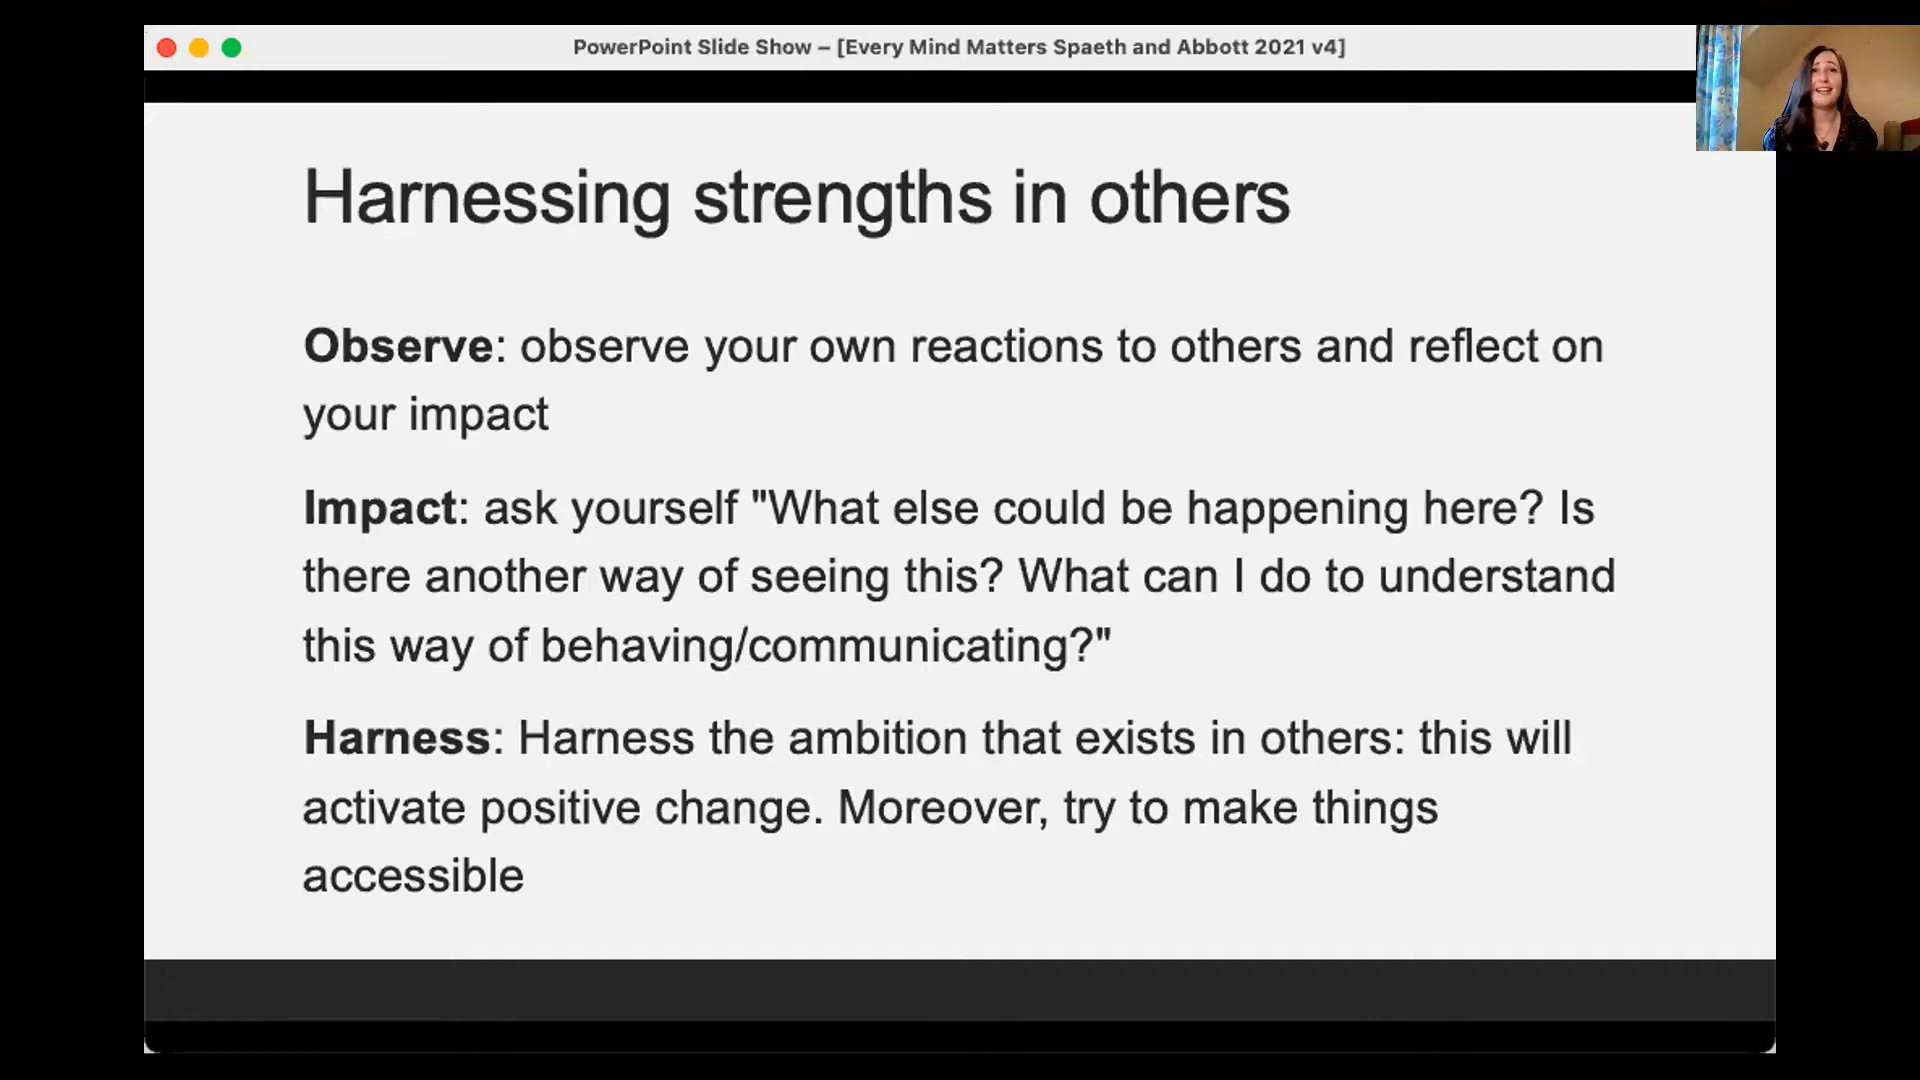 PowerPoint Slide Show – [Every Mind Matters Spaeth and Abbott 2021 v4]
Harnessing strengths in others
Observe: observe your own reactions to others and reflect on
your impact
Impact: ask yourself "What else could be happening here? Is
there another way of seeing this? What can I do to understand
this way of behaving/communicating?"
Harness: Harness the ambition that exists in others: this will
activate positive change. Moreover, try to make things
accessible